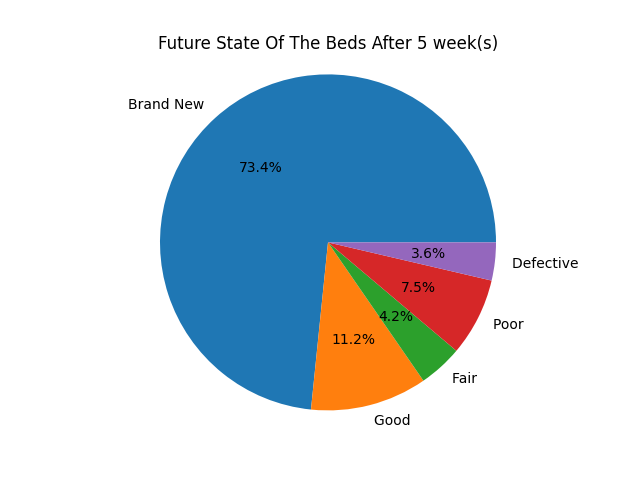 Future State Of The Beds After 5 week(s)
Brand New
73.4%
3.6%
Defective
7.5%
4.2%
Poor
11.2%
Fair
Good